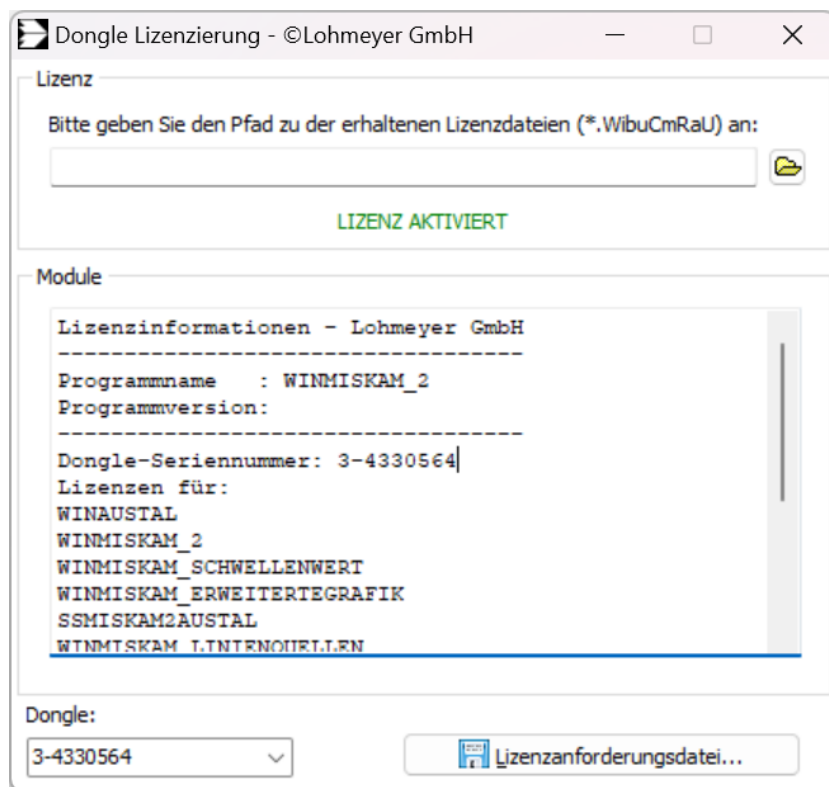 Dongle Lizenzierung - ©Lohmeyer GmbH
Lizenz
Bitte geben Sie den Pfad zu der erhaltenen Lizenzdateien (*.WibuCmRaU) an:
LIZENZ AKTIVIERT
Module
Lizenzinformationen - Lohmeyer GmbH
-----------------------------------
Programmname   : WINMISKAM_2
Programmversion:
-----------------------------------
Dongle-Seriennummer: 3-4330564
Lizenzen für:
WINAUSTAL
WINMISKAM_2
WINMISKAM_SCHWELLENWERT
WINMISKAM_ERWEITERTEGRAFIK
SSMISKAM2AUSTAL
WINMISKAM_LINIENQUELLEN
Dongle:
3-4330564
Lizenzanforderungsdatei...